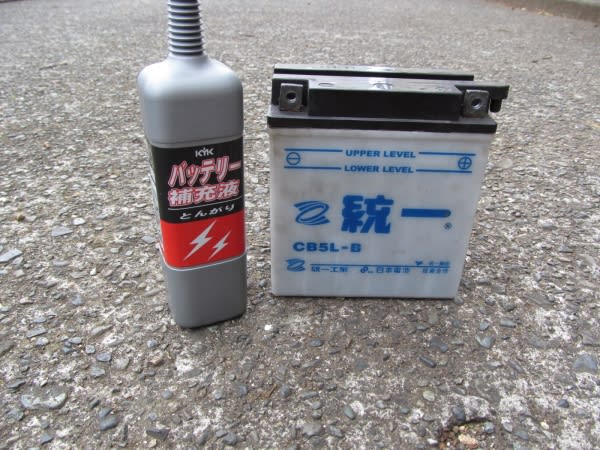 KYK
バッテリー
補充液
とんがり
UPPER LEVEL
LOWER LEVEL
統一®
CB5L-B
統一工業 日本電池